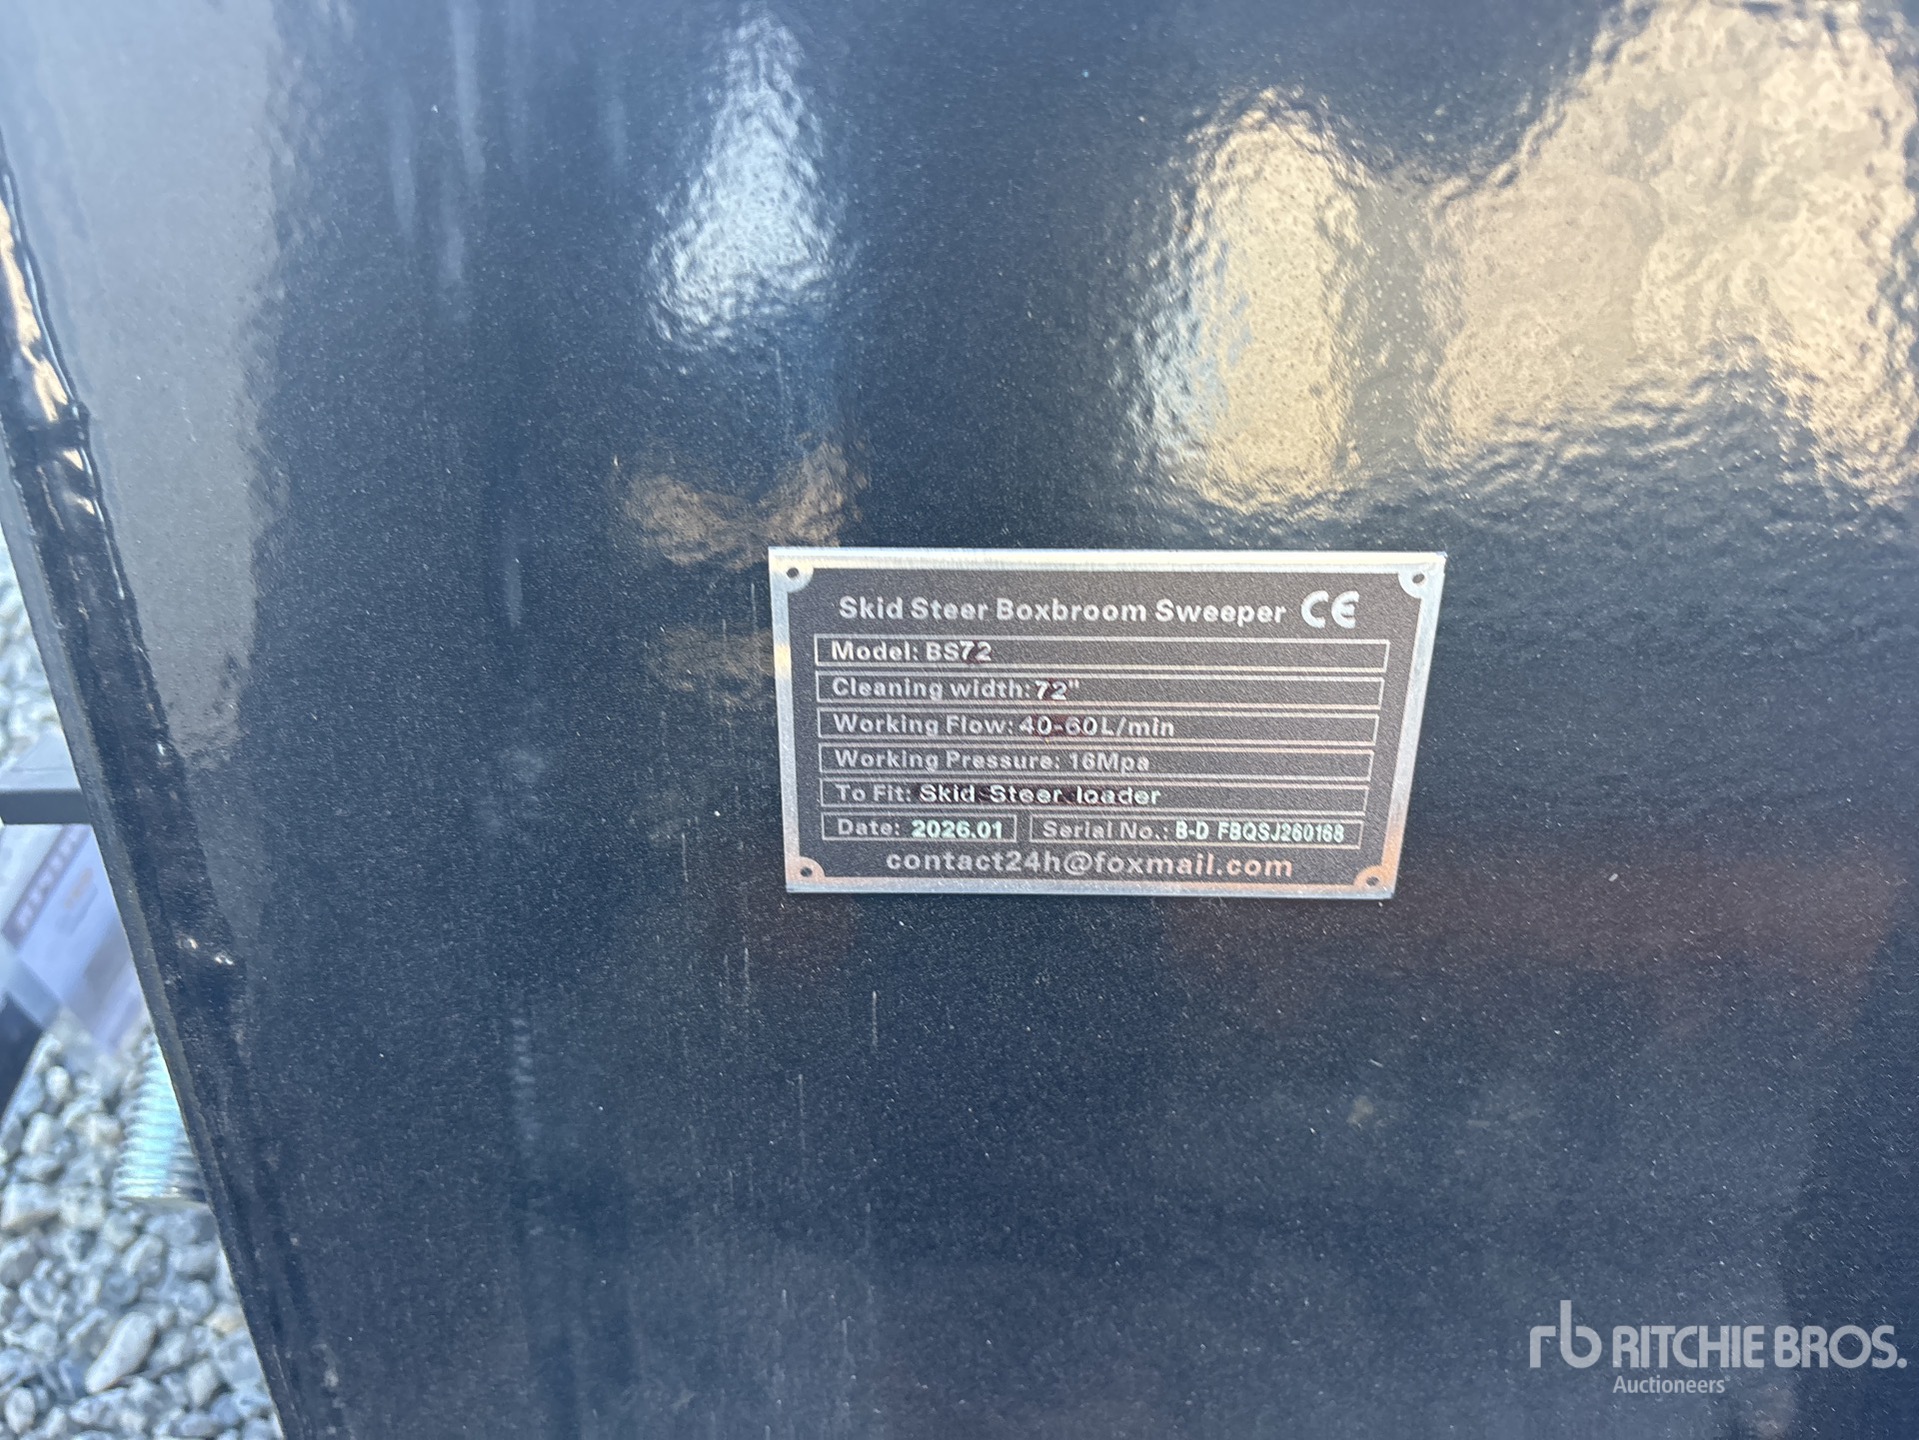 Skid Steer Boxbroom Sweeper CE
Model: BS72
Cleaning width: 72"
Working Flow: 40-60L/min
Working Pressure: 16Mpa
To Fit: Skid Steer loader
Date: 2026.01 Serial No.: B-D FBQSJ260168
contact24h@foxmail.com
rb RITCHIE BROS.
Auctioneers